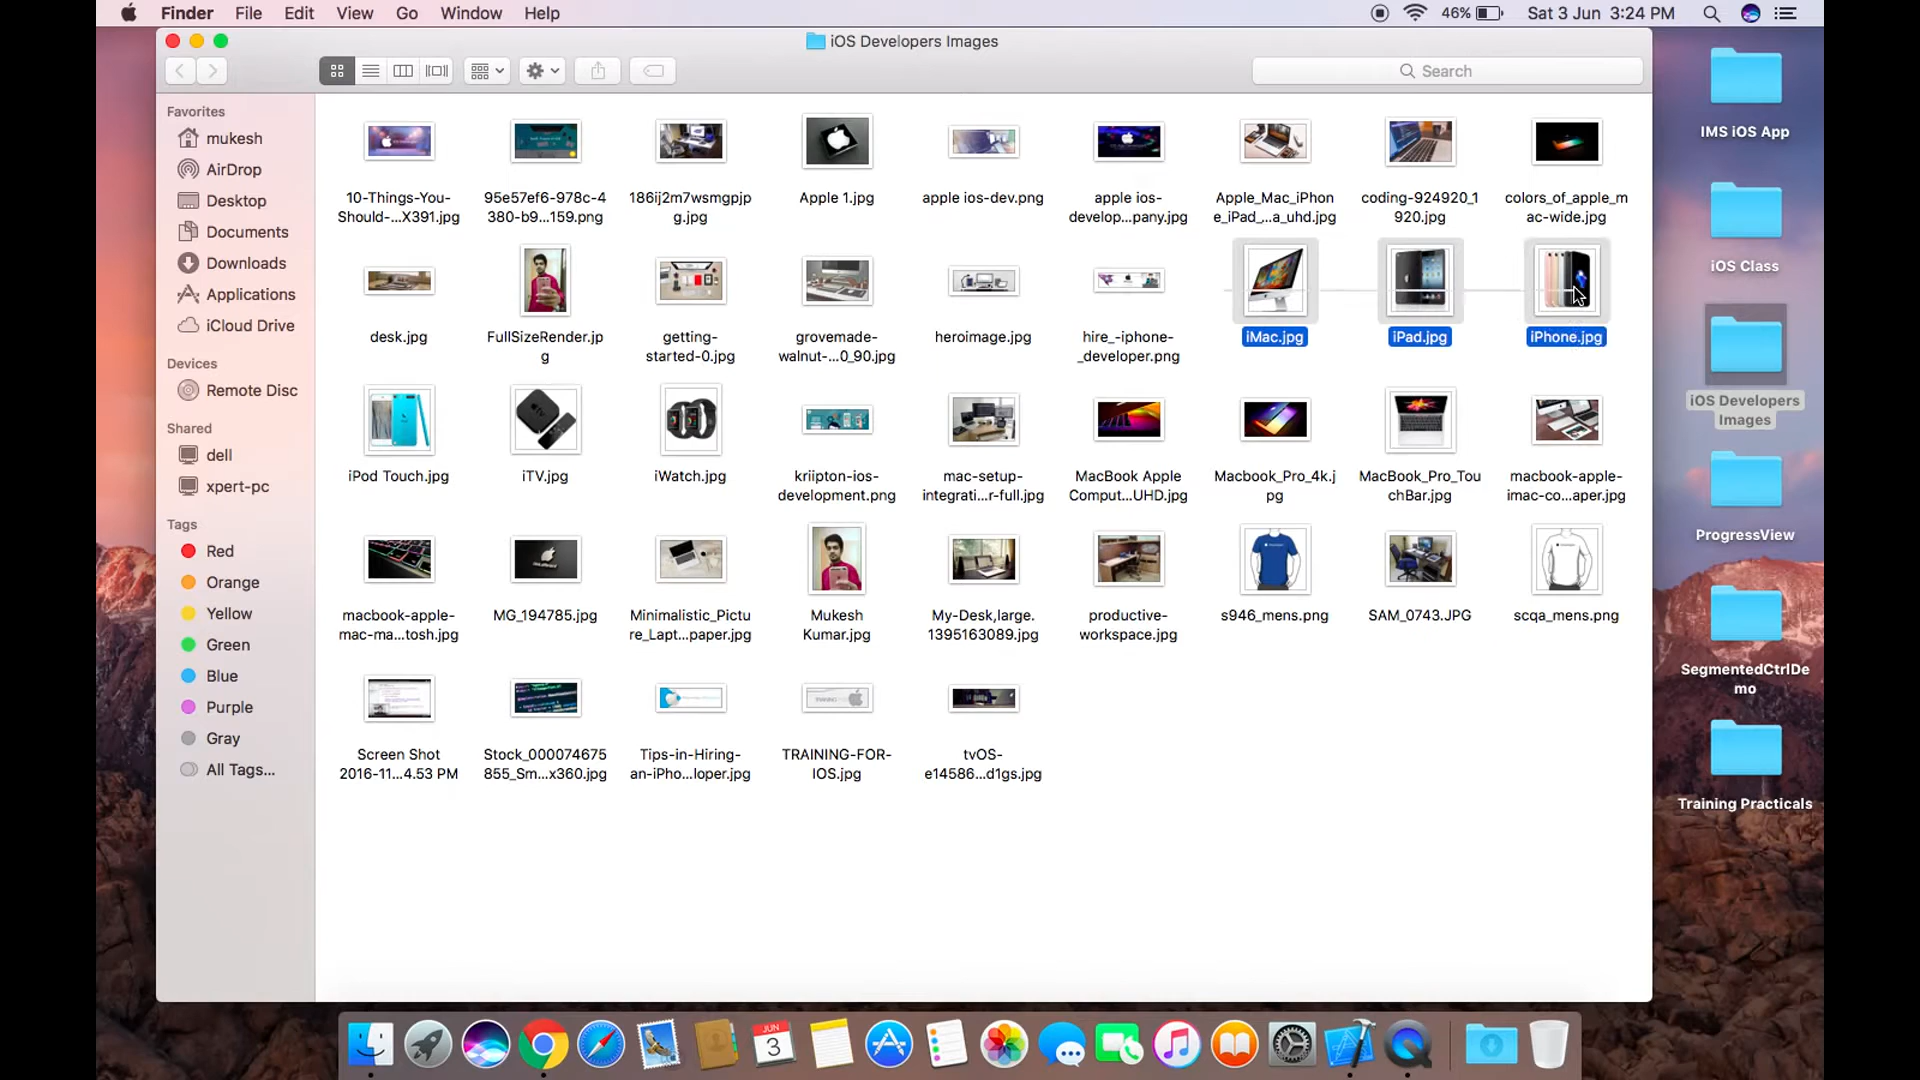 Finder File Edit View Go Window Help 46% Sat 3 Jun 3:24 PM
iOS Developers Images
Search
Favorites
mukesh
AirDrop
Desktop
Documents
Downloads
Applications
iCloud Drive
Devices
Remote Disc
Shared
dell
xpert-pc
Tags
Red
Orange
Yellow
Green
Blue
Purple
Gray
All Tags...
10-Things-You-
Should-...X391.jpg
95e57ef6-978c-4
380-b9...159.png
186ij2m7wsmgpjp
g.jpg
Apple 1.jpg
apple ios-dev.png
apple ios-
develop...pany.jpg
Apple_Mac_iPhon
e_iPad_...a_uhd.jpg
coding-924920_1
920.jpg
colors_of_apple_m
ac-wide.jpg
desk.jpg
FullSizeRender.jp
g
getting-
started-0.jpg
grovemade-
walnut-...0_90.jpg
heroimage.jpg
hire_-iphone-
_developer.png
iMac.jpg
iPad.jpg
iPhone.jpg
iPod Touch.jpg
iTV.jpg
iWatch.jpg
kriipton-ios-
development.png
mac-setup-
integrati...r-full.jpg
MacBook Apple
Comput...UHD.jpg
Macbook_Pro_4k.j
pg
MacBook_Pro_Tou
chBar.jpg
macbook-apple-
imac-co...aper.jpg
macbook-apple-
mac-ma...tosh.jpg
MG_194785.jpg
Minimalistic_Pictu
re_Lapt...paper.jpg
Mukesh
Kumar.jpg
My-Desk,large.
1395163089.jpg
productive-
workspace.jpg
s946_mens.png
SAM_0743.JPG
scqa_mens.png
Screen Shot
2016-11...4.53 PM
Stock_000074675
855_Sm...x360.jpg
Tips-in-Hiring-
an-iPho...loper.jpg
TRAINING-FOR-
IOS.jpg
tvOS-
e14586...d1gs.jpg
IMS iOS App
iOS Class
iOS Developers
Images
ProgressView
SegmentedCtrlDe
mo
Training Practicals
JUN
3